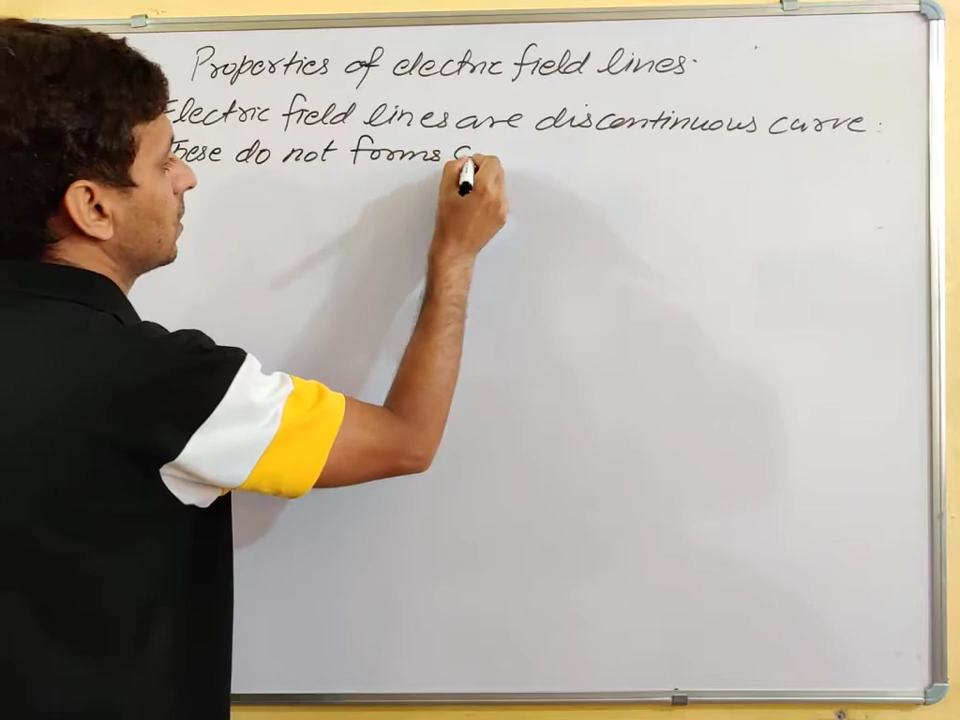 Properties of electric field lines.
Electric field lines are discontinuous curve.
These do not forms